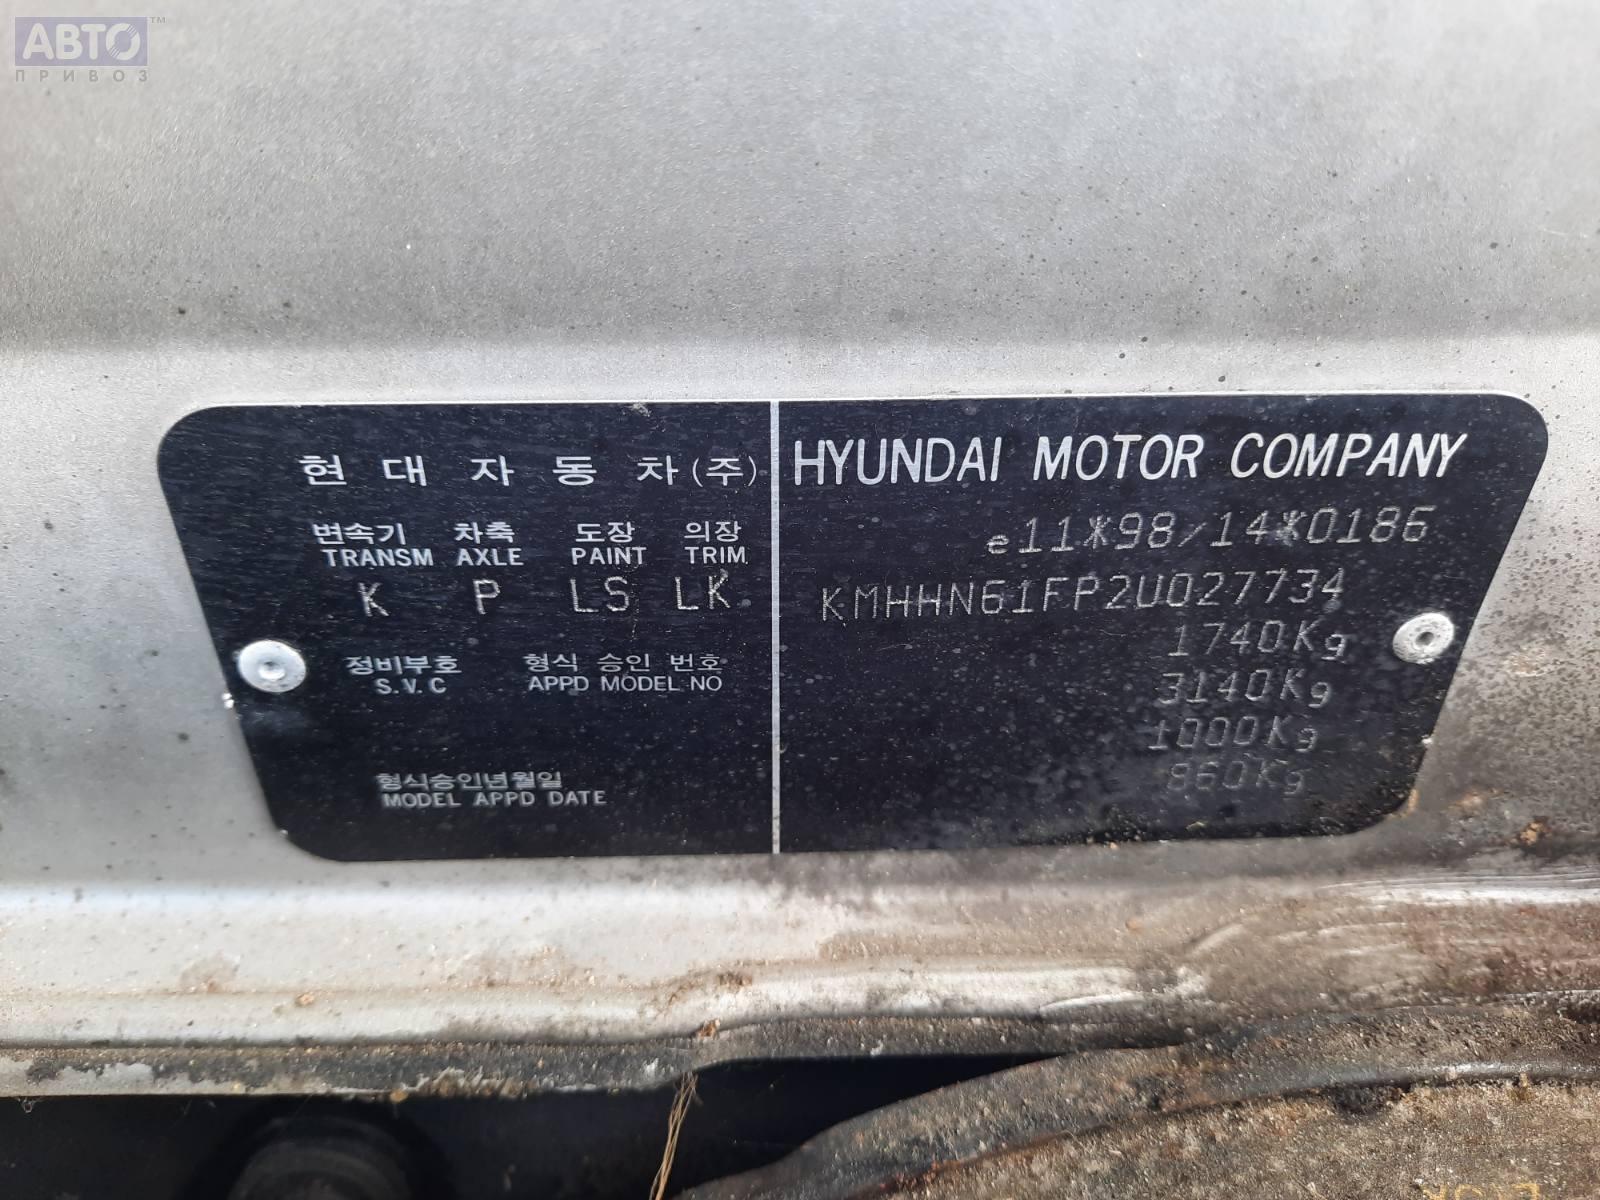 АВТО™
ПРИВОЗ
현대자동차(주)
변속기 차축 도장 의장
TRANSM AXLE PAINT TRIM
K P LS LK
정비부호 형식 승인 번호
S.V.C APPD MODEL NO
형식승인년월일
MODEL APPD DATE
HYUNDAI MOTOR COMPANY
e11*98/14*0186
KMHHN61FP2U027734
1740Kg
3140Kg
1000Kg
860Kg